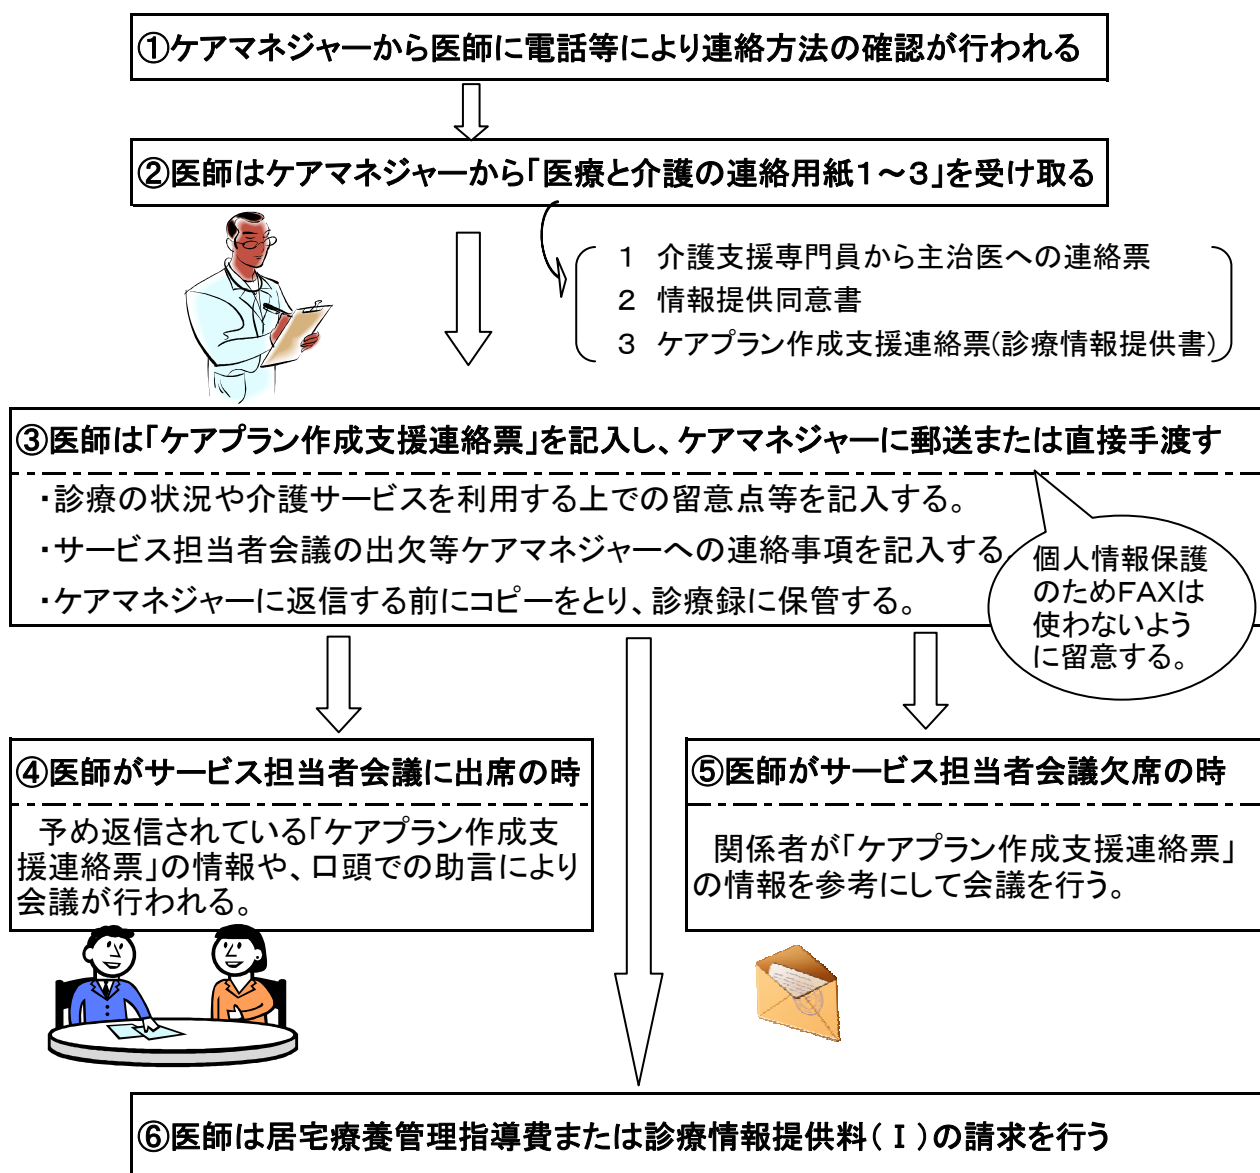 ①ケアマネジャーから医師に電話等により連絡方法の確認が行われる
②医師はケアマネジャーから「医療と介護の連絡用紙1～3」を受け取る
1 介護支援専門員から主治医への連絡票
2 情報提供同意書
3 ケアプラン作成支援連絡票(診療情報提供書)
③医師は「ケアプラン作成支援連絡票」を記入し、ケアマネジャーに郵送または直接手渡す
・診療の状況や介護サービスを利用する上での留意点等を記入する。
・サービス担当者会議の出欠等ケアマネジャーへの連絡事項を記入する。
・ケアマネジャーに返信する前にコピーをとり、診療録に保管する。
個人情報保護
のためFAXは
使わないよう
に留意する。
④医師がサービス担当者会議に出席の時
予め返信されている「ケアプラン作成支
援連絡票」の情報や、口頭での助言により
会議が行われる。
⑤医師がサービス担当者会議欠席の時
関係者が「ケアプラン作成支援連絡票」
の情報を参考にして会議を行う。
⑥医師は居宅療養管理指導費または診療情報提供料(Ⅰ)の請求を行う